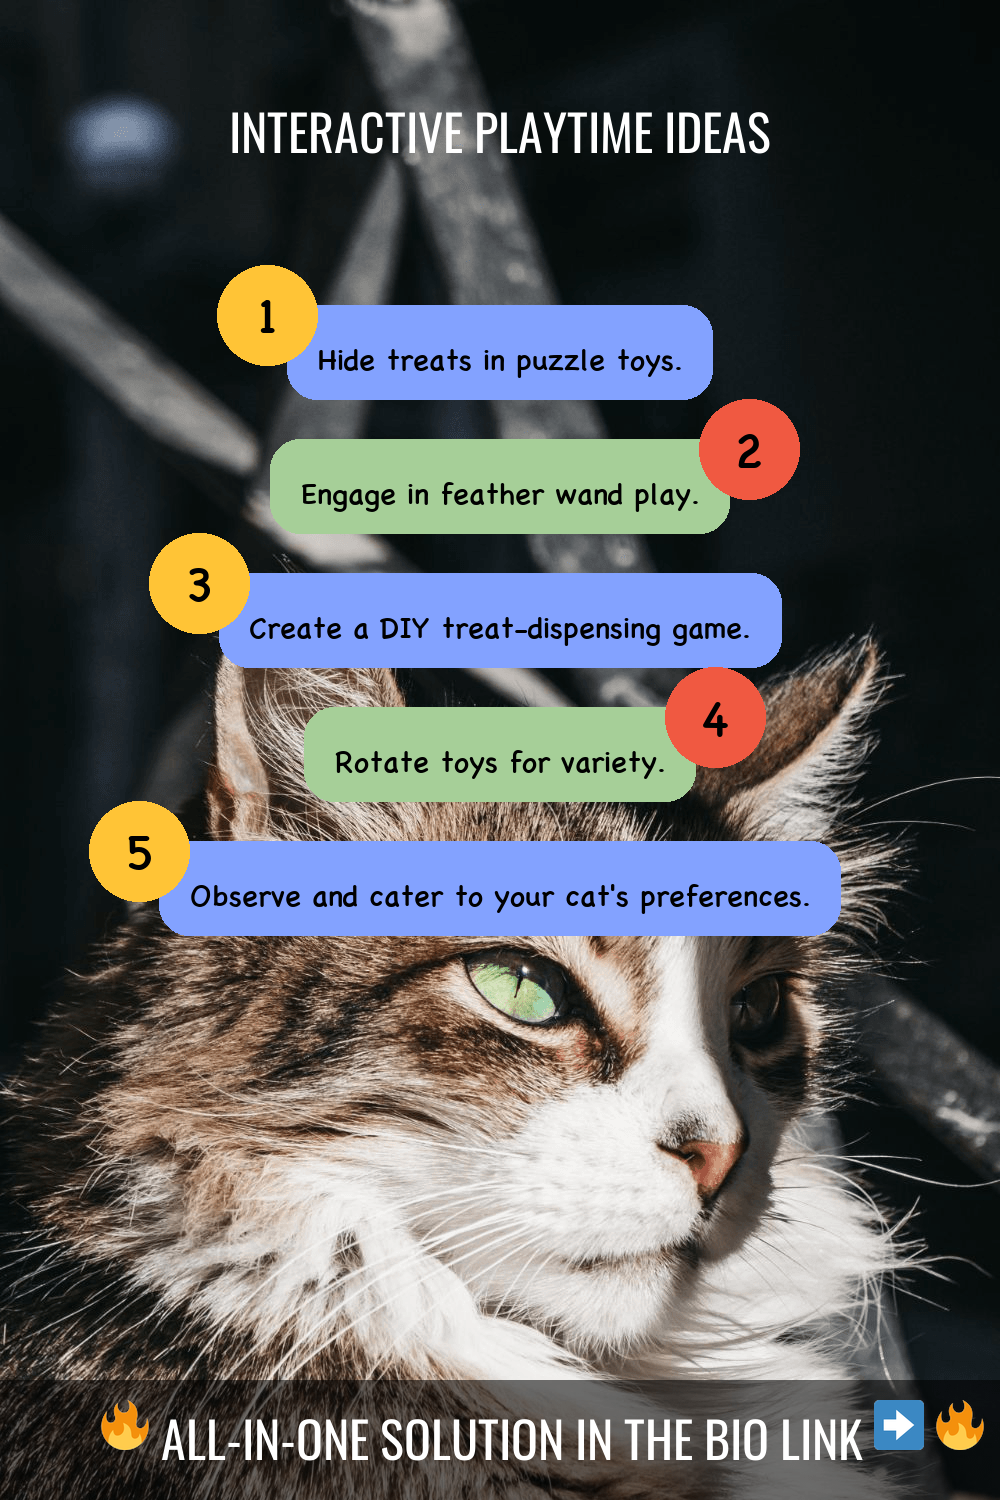 INTERACTIVE PLAYTIME IDEAS
1
Hide treats in puzzle toys.
2
Engage in feather wand play.
3
Create a DIY treat-dispensing game.
4
Rotate toys for variety.
5
Observe and cater to your cat's preferences.
🔥 ALL-IN-ONE SOLUTION IN THE BIO LINK ➡️ 🔥